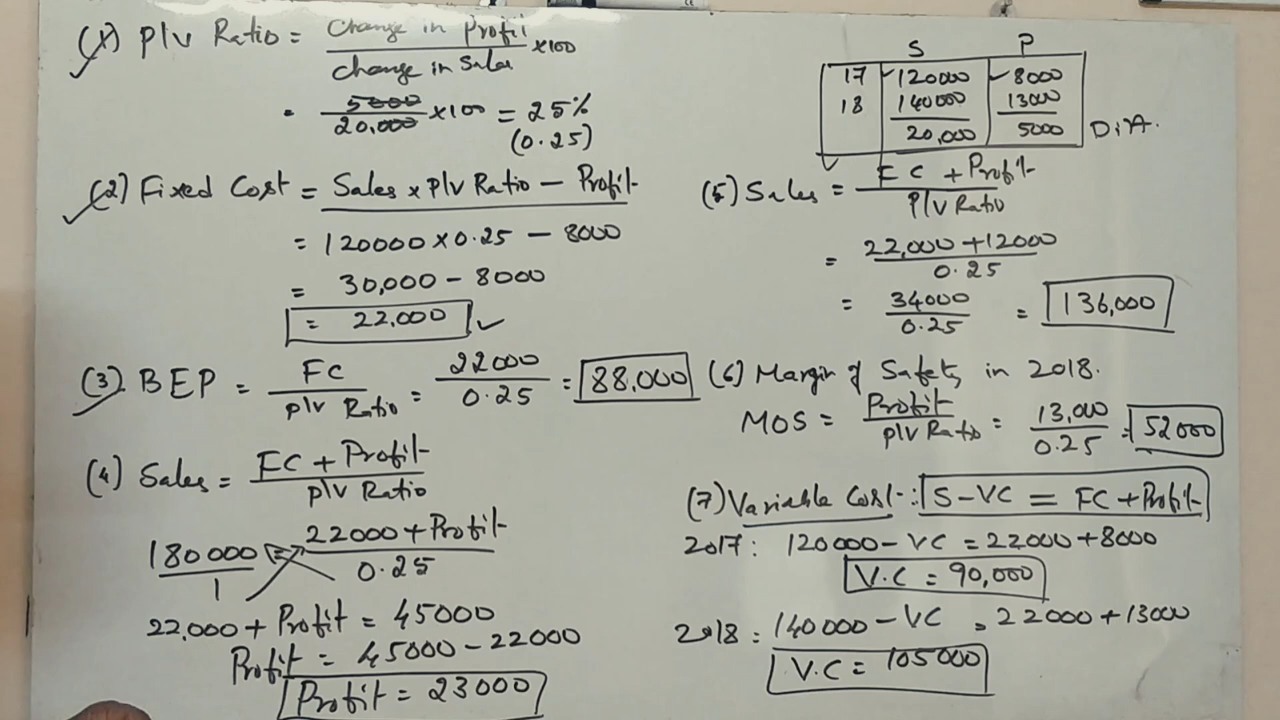 (1) P/V Ratio = Change in Profit / Change in Sales × 100
= 5000 / 20,000 × 100 = 25%
(0.25)
(2) Fixed Cost = Sales × P/V Ratio – Profit
= 120000 × 0.25 – 8000
= 30,000 – 8000
= 22,000
(3) BEP = FC / P/V Ratio = 22000 / 0.25 = 88,000
(4) Sales = FC + Profit / P/V Ratio
180000 / 1 = 22000 + Profit / 0.25
22,000 + Profit = 45000
Profit = 45000 – 22000
Profit = 23000
S P
17 120000 8000
18 140000 13000
20,000 5000
(5) Sales = FC + Profit / P/V Ratio
= 22,000 + 12000 / 0.25
= 34000 / 0.25 = 136,000
(6) Margin of Safety in 2018.
MOS = Profit / P/V Ratio = 13,000 / 0.25 = 52000
(7) Variable Cost : S – VC = FC + Profit
2017 : 120000 – VC = 22000 + 8000
V.C = 90,000
2018 : 140000 – VC = 22000 + 13000
V.C = 105000